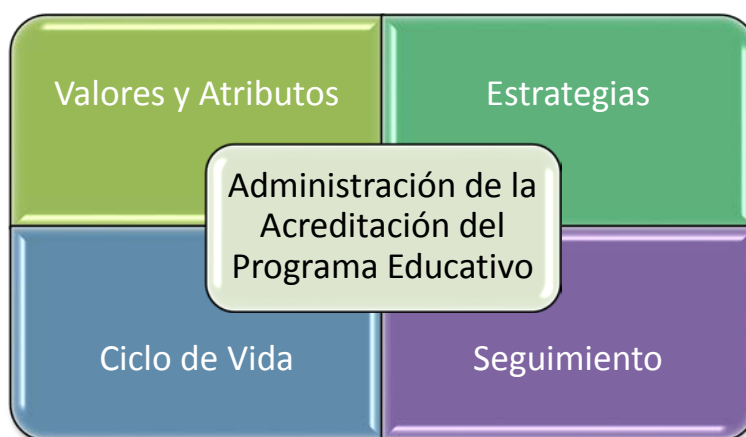 Valores y Atributos
Estrategias
Administración de la
Acreditación del
Programa Educativo
Ciclo de Vida
Seguimiento